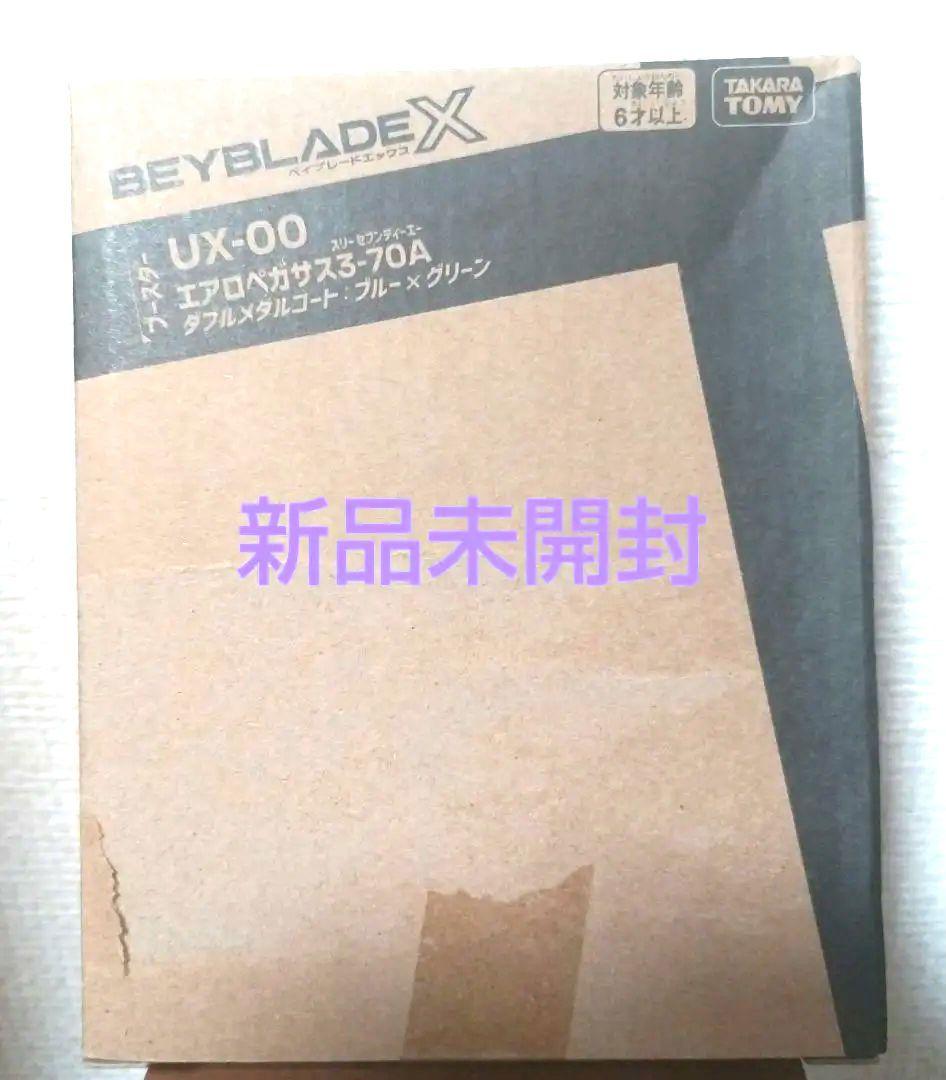 BEYBLADE X
ベイブレードエックス
対象年齢
6才以上
TAKARA
TOMY
ブースター
UX-00
スリーセブンティーエー
エアロペガサス3-70A
ダブルメタルコート:ブルー×グリーン
新品未開封